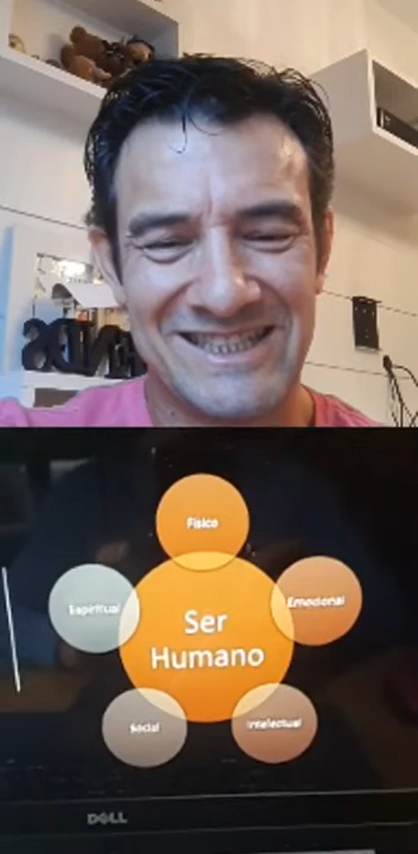 Físico
Espiritual
Emocional
Ser
Humano
Social
Intelectual
DELL